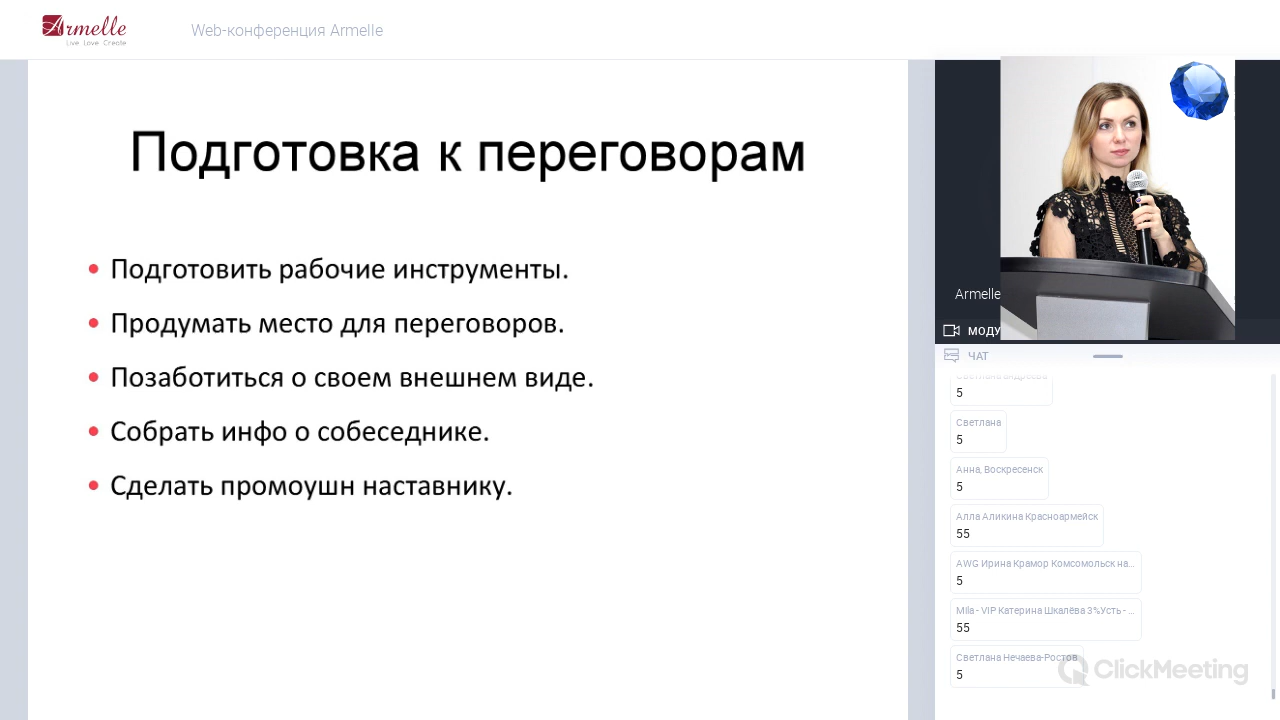 Armelle
Live Love Create
Web-конференция Armelle
Подготовка к переговорам
• Подготовить рабочие инструменты.
• Продумать место для переговоров.
• Позаботиться о своем внешнем виде.
• Собрать инфо о собеседнике.
• Сделать промоушн наставнику.
Armelle
МОДУ
ЧАТ
5
Светлана
5
Анна, Воскресенск
5
Алла Аликина Красноармейск
55
AWG Ирина Крамор Комсомольск на...
5
Mila - VIP Катерина Шкалёва 3%Усть - ...
55
Светлана Нечаева-Ростов
5
ClickMeeting